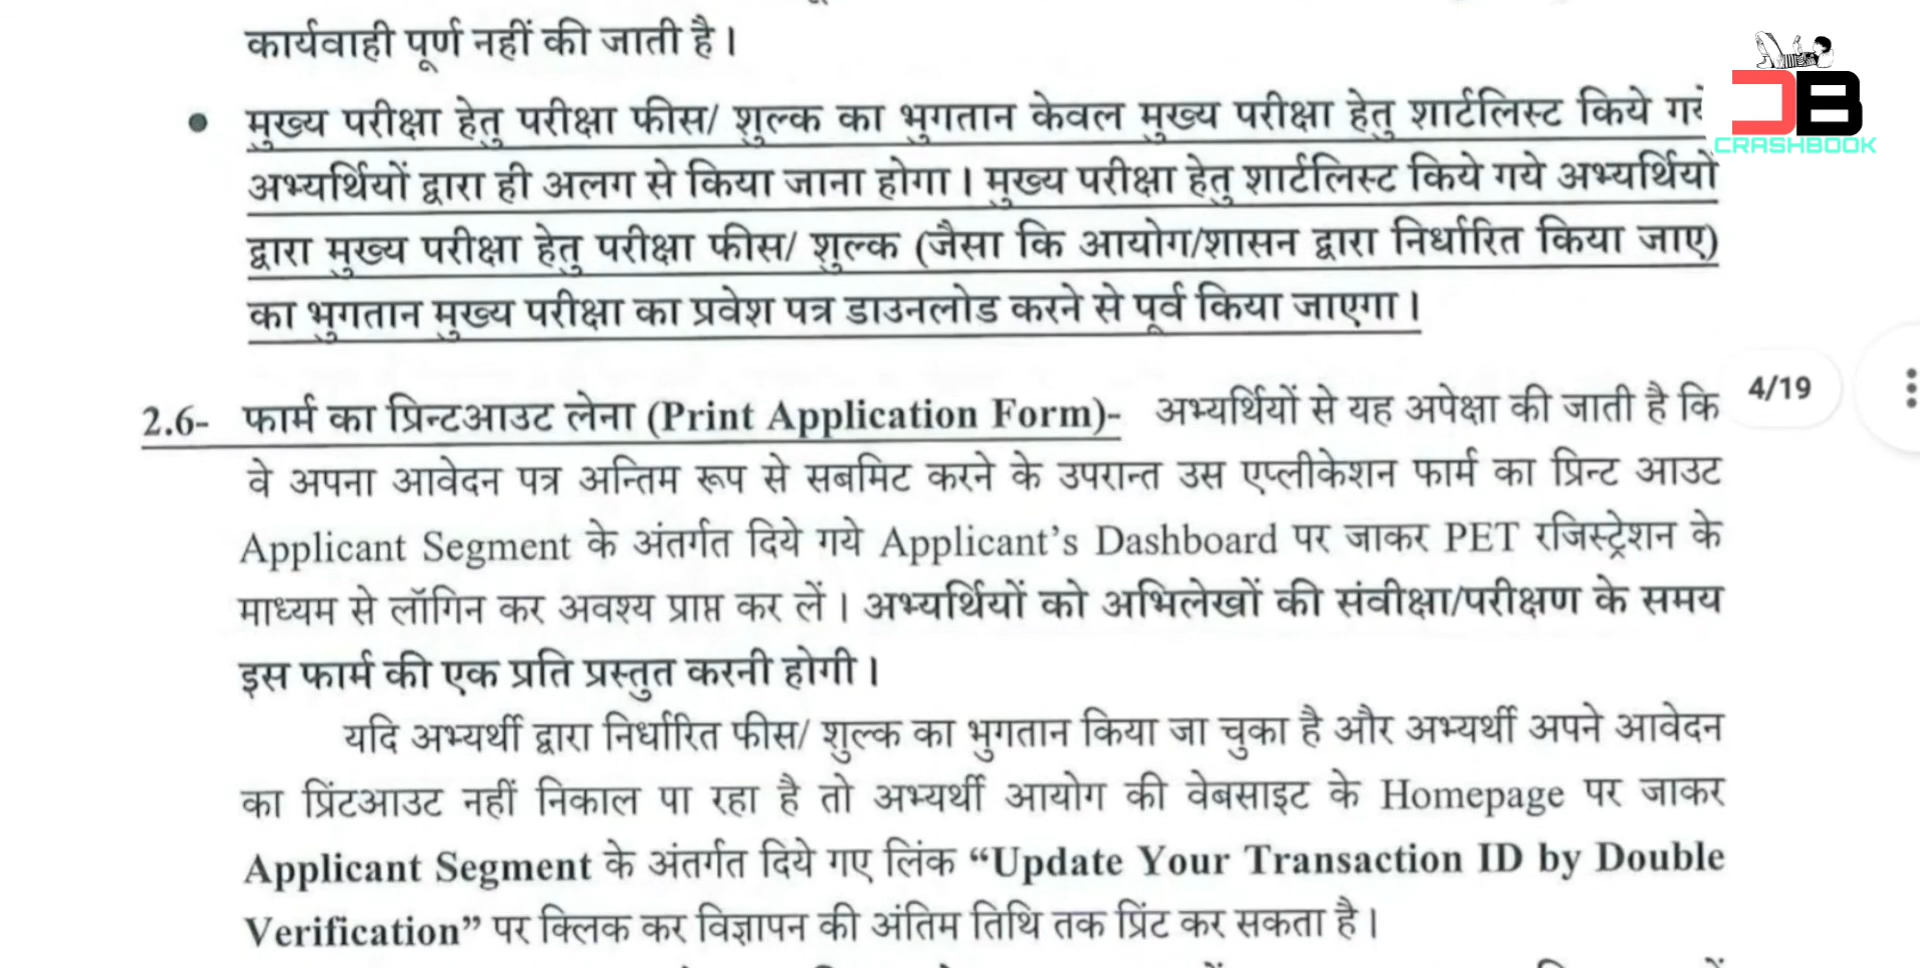 कार्यवाही पूर्ण नहीं की जाती है।
• मुख्य परीक्षा हेतु परीक्षा फीस/ शुल्क का भुगतान केवल मुख्य परीक्षा हेतु शार्टलिस्ट किये
अभ्यर्थियों द्वारा ही अलग से किया जाना होगा। मुख्य परीक्षा हेतु शार्टलिस्ट किये गये अभ्यर्थियों
द्वारा मुख्य परीक्षा हेतु परीक्षा फीस/ शुल्क (जैसा कि आयोग/शासन द्वारा निर्धारित किया जाए)
का भुगतान मुख्य परीक्षा का प्रवेश पत्र डाउनलोड करने से पूर्व किया जाएगा।
2.6- फार्म का प्रिन्टआउट लेना (Print Application Form)- अभ्यर्थियों से यह अपेक्षा की जाती है कि
वे अपना आवेदन पत्र अन्तिम रूप से सबमिट करने के उपरान्त उस एप्लीकेशन फार्म का प्रिन्ट आउट
Applicant Segment के अंतर्गत दिये गये Applicant’s Dashboard पर जाकर PET रजिस्ट्रेशन के
माध्यम से लॉगिन कर अवश्य प्राप्त कर लें। अभ्यर्थियों को अभिलेखों की संवीक्षा/परीक्षण के समय
इस फार्म की एक प्रति प्रस्तुत करनी होगी।
यदि अभ्यर्थी द्वारा निर्धारित फीस/ शुल्क का भुगतान किया जा चुका है और अभ्यर्थी अपने आवेदन
का प्रिंटआउट नहीं निकाल पा रहा है तो अभ्यर्थी आयोग की वेबसाइट के Homepage पर जाकर
Applicant Segment के अंतर्गत दिये गए लिंक “Update Your Transaction ID by Double
Verification” पर क्लिक कर विज्ञापन की अंतिम तिथि तक प्रिंट कर सकता है।
CB
CRASHBOOK
4/19